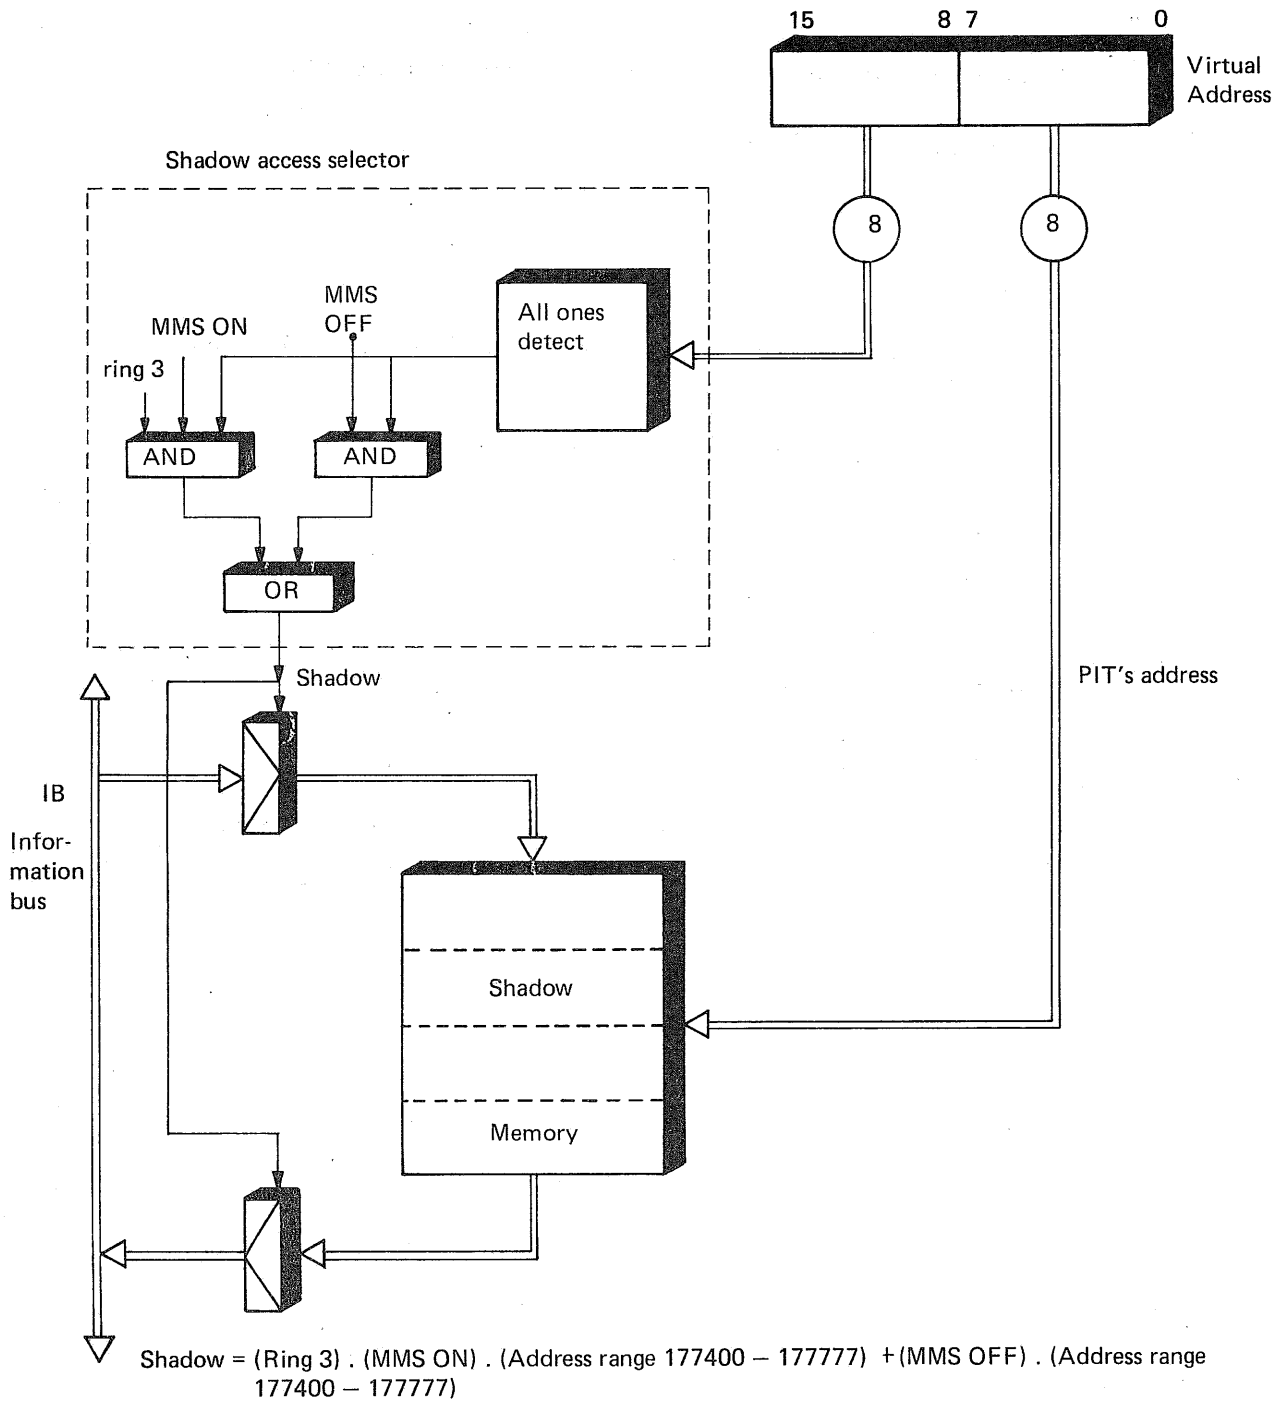 15 8 7 0
Virtual
Address
Shadow access selector
8
8
All ones
detect
MMS
OFF
MMS ON
ring 3
AND
AND
OR
Shadow
PIT's address
IB
Infor-
mation
bus
Shadow
Memory
Shadow = (Ring 3) . (MMS ON) . (Address range 177400 – 177777) + (MMS OFF) . (Address range
177400 – 177777)